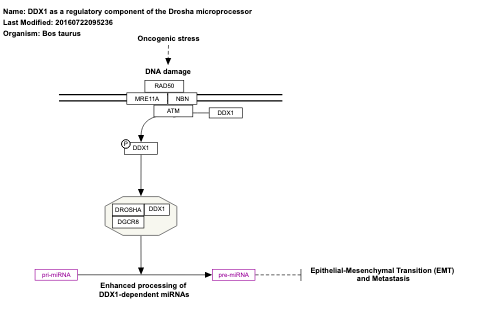 Name: DDX1 as a regulatory component of the Drosha microprocessor
Last Modified: 20160722095236
Organism: Bos taurus
Oncogenic stress
DNA damage
RAD50
MRE11A NBN
ATM DDX1
P
DDX1
DROSHA DDX1
DGCR8
pri-miRNA pre-miRNA
Epithelial-Mesenchymal Transition (EMT)
and Metastasis
Enhanced processing of
DDX1-dependent miRNAs